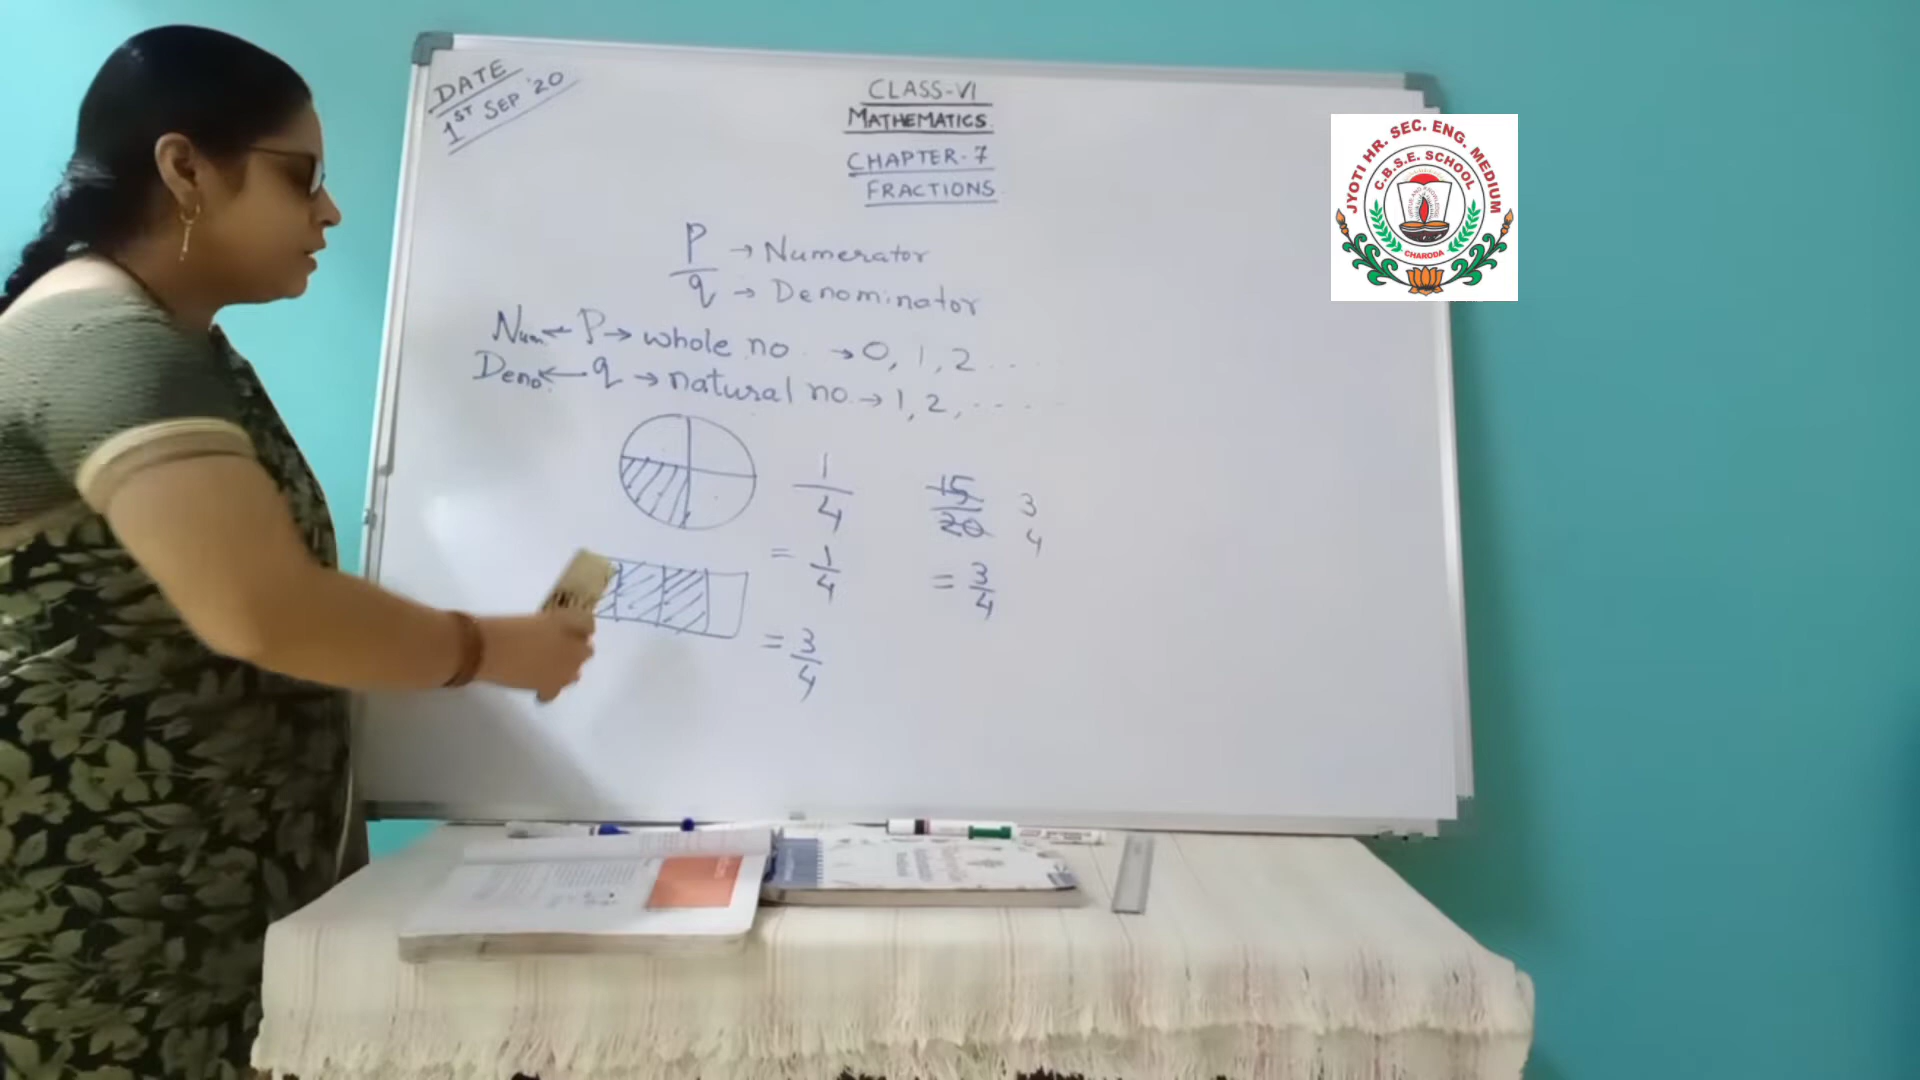 DATE
1ST SEP '20
CLASS-VI
MATHEMATICS
CHAPTER-7
FRACTIONS
P → Numerator
q → Denominator
Num ← P → whole no. → 0, 1, 2 ....
Deno. ← q → natural no. → 1, 2, .....
1
4
= 1
4
15
20
3
4
= 3
4
= 3
4
JYOTI HR. SEC. ENG. MEDIUM
C.B.S.E. SCHOOL
CHARODA